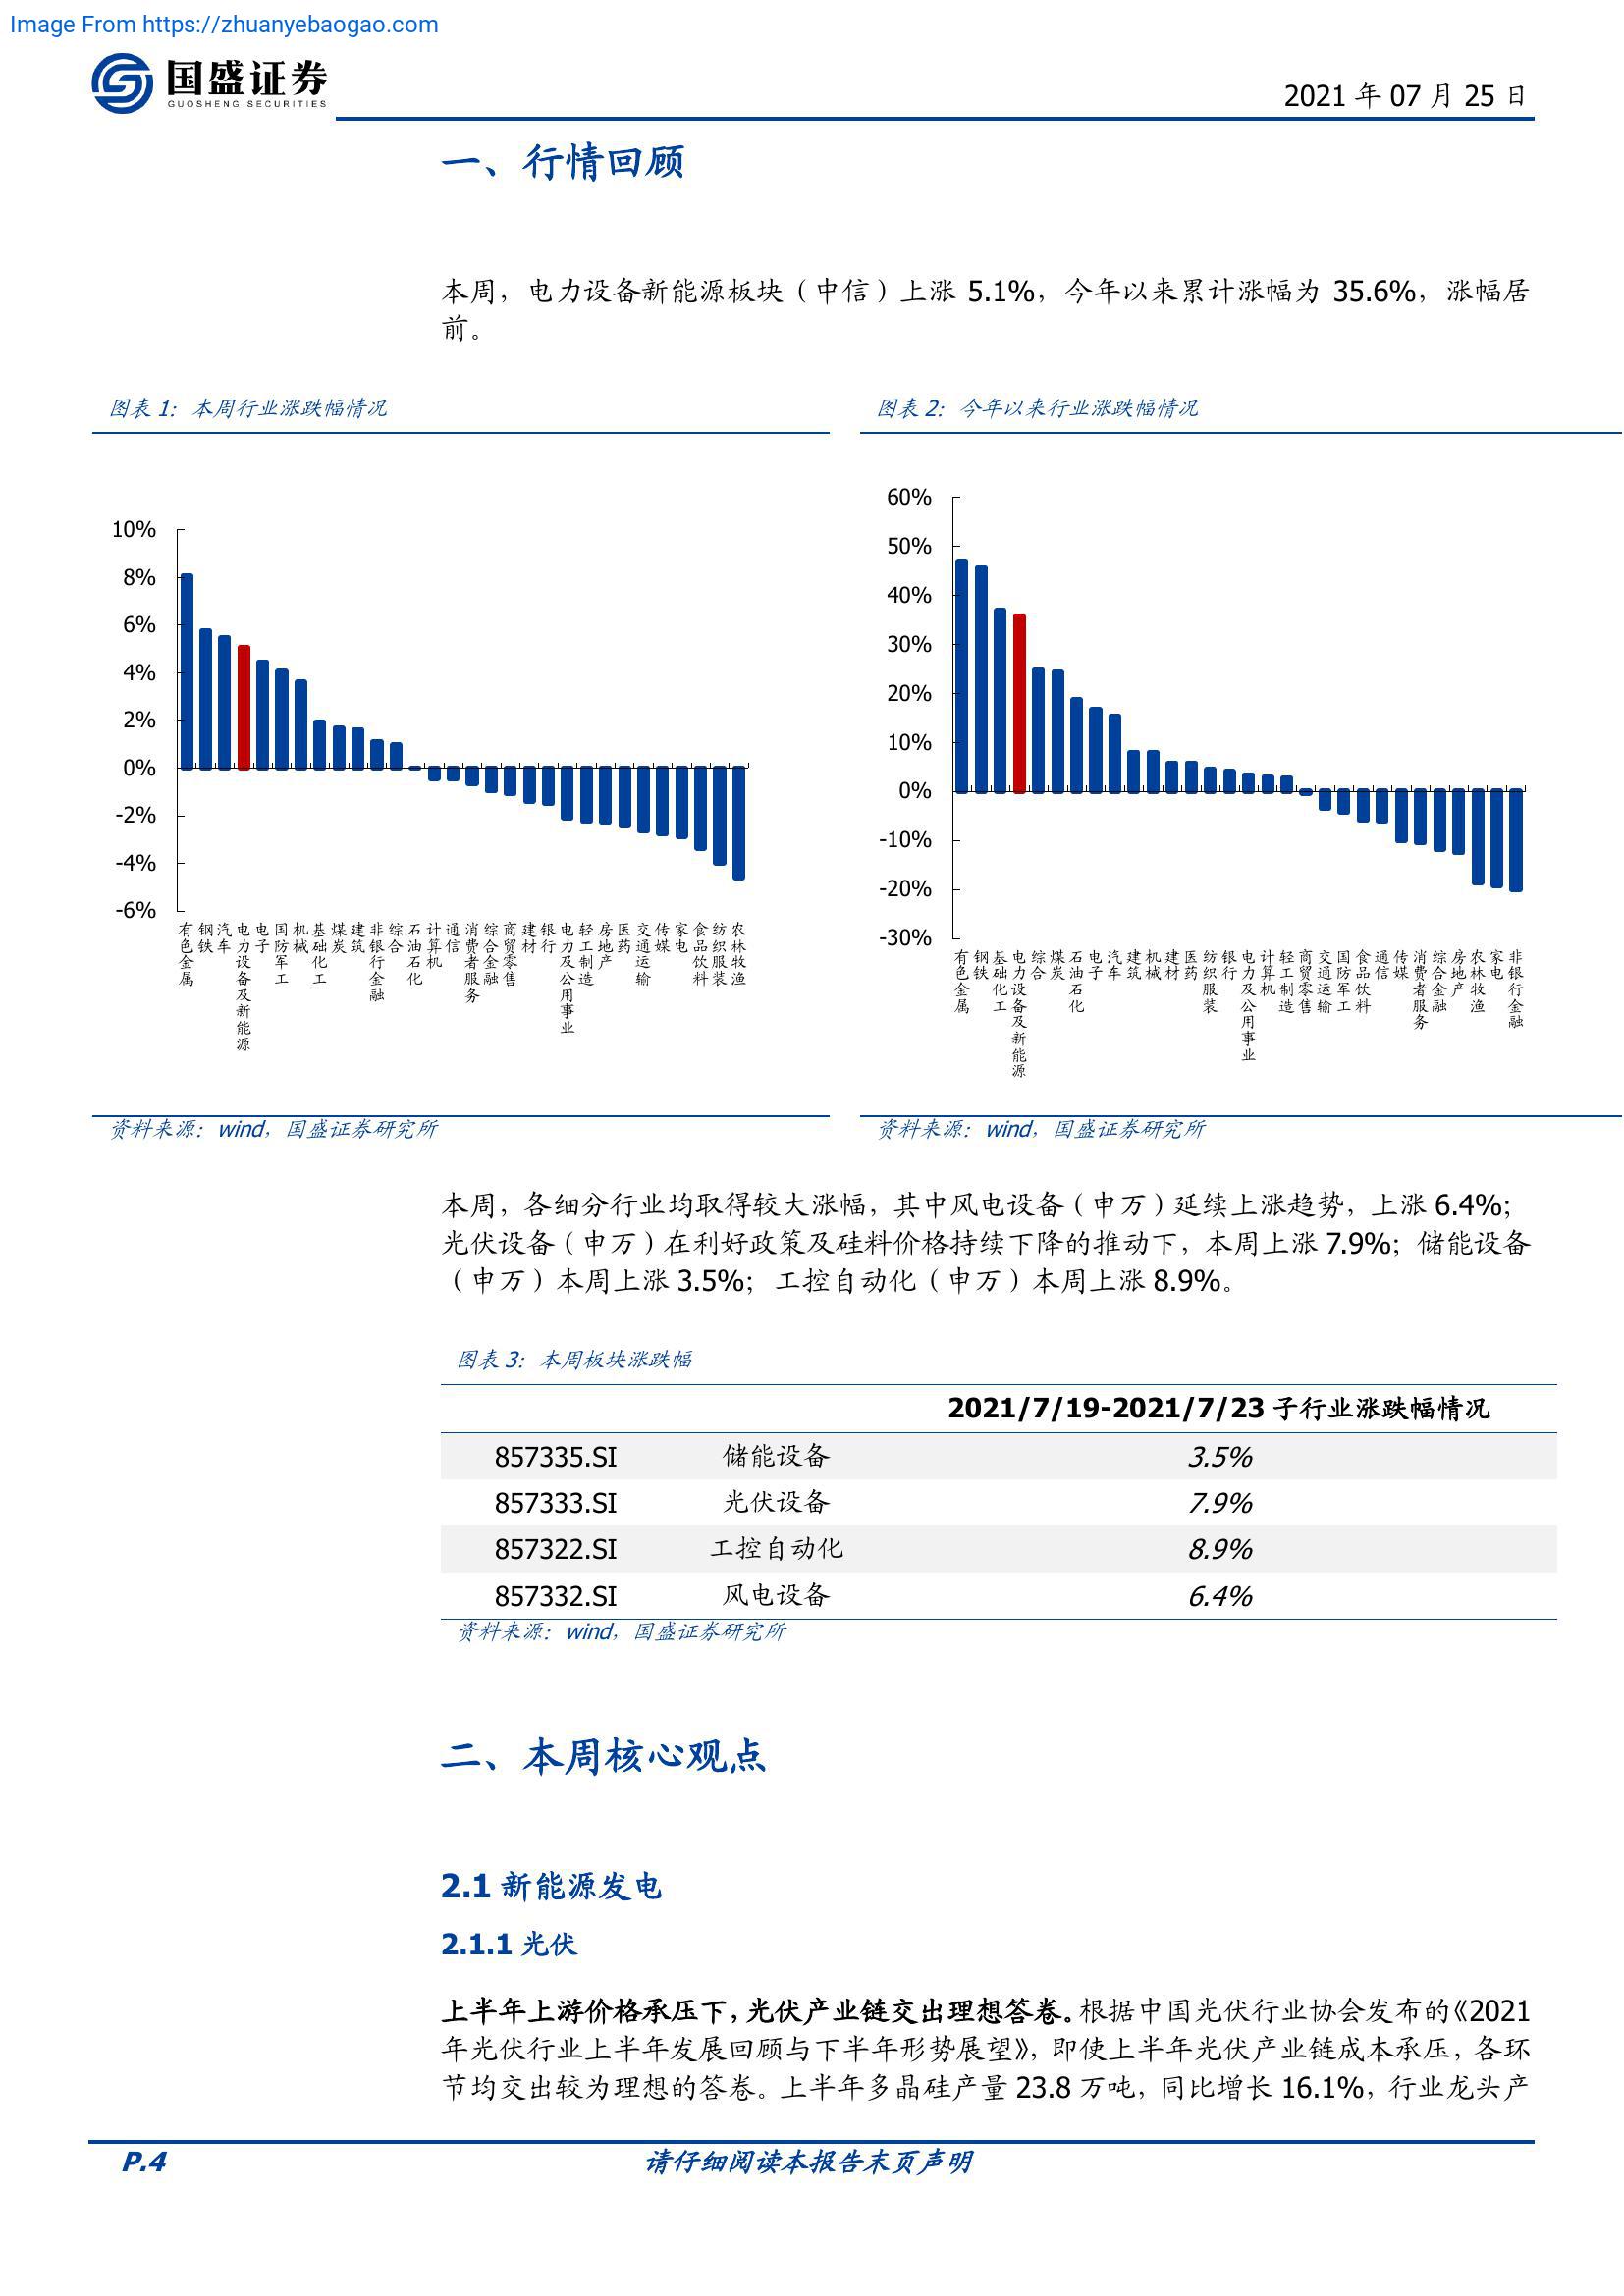 Image From https://zhuanyebaogao.com
国盛证券
GUOSHENG SECURITIES
2021 年 07 月 25 日
一、行情回顾
本周，电力设备新能源板块（中信）上涨 5.1%，今年以来累计涨幅为 35.6%，涨幅居
前。
图表 1：本周行业涨跌幅情况
10%
8%
6%
4%
2%
0%
-2%
-4%
-6%
有色金属
钢铁
汽车
电力设备及新能源
电子
国防军工
机械
基础化工
煤炭
建筑
非银行金融
综合
石油石化
计算机
通信
消费者服务
综合金融
商贸零售
建材
银行
电力及公用事业
轻工制造
房地产
医药
交通运输
传媒
家电
食品饮料
纺织服装
农林牧渔
资料来源：wind，国盛证券研究所
图表 2：今年以来行业涨跌幅情况
60%
50%
40%
30%
20%
10%
0%
-10%
-20%
-30%
有色金属
钢铁
基础化工
电力设备及新能源
综合
煤炭
石油石化
电子
汽车
建筑
机械
建材
医药
纺织服装
银行
电力及公用事业
计算机
轻工制造
商贸零售
交通运输
国防军工
食品饮料
通信
传媒
消费者服务
综合金融
房地产
农林牧渔
家电
非银行金融
资料来源：wind，国盛证券研究所
本周，各细分行业均取得较大涨幅，其中风电设备（申万）延续上涨趋势，上涨 6.4%；
光伏设备（申万）在利好政策及硅料价格持续下降的推动下，本周上涨 7.9%；储能设备
（申万）本周上涨 3.5%；工控自动化（申万）本周上涨 8.9%。
图表 3：本周板块涨跌幅
2021/7/19-2021/7/23 子行业涨跌幅情况
857335.SI 储能设备 3.5%
857333.SI 光伏设备 7.9%
857322.SI 工控自动化 8.9%
857332.SI 风电设备 6.4%
资料来源：wind，国盛证券研究所
二、本周核心观点
2.1 新能源发电
2.1.1 光伏
上半年上游价格承压下，光伏产业链交出理想答卷。根据中国光伏行业协会发布的《2021
年光伏行业上半年发展回顾与下半年形势展望》，即使上半年光伏产业链成本承压，各环
节均交出较为理想的答卷。上半年多晶硅产量 23.8 万吨，同比增长 16.1%，行业龙头产
P.4
请仔细阅读本报告末页声明